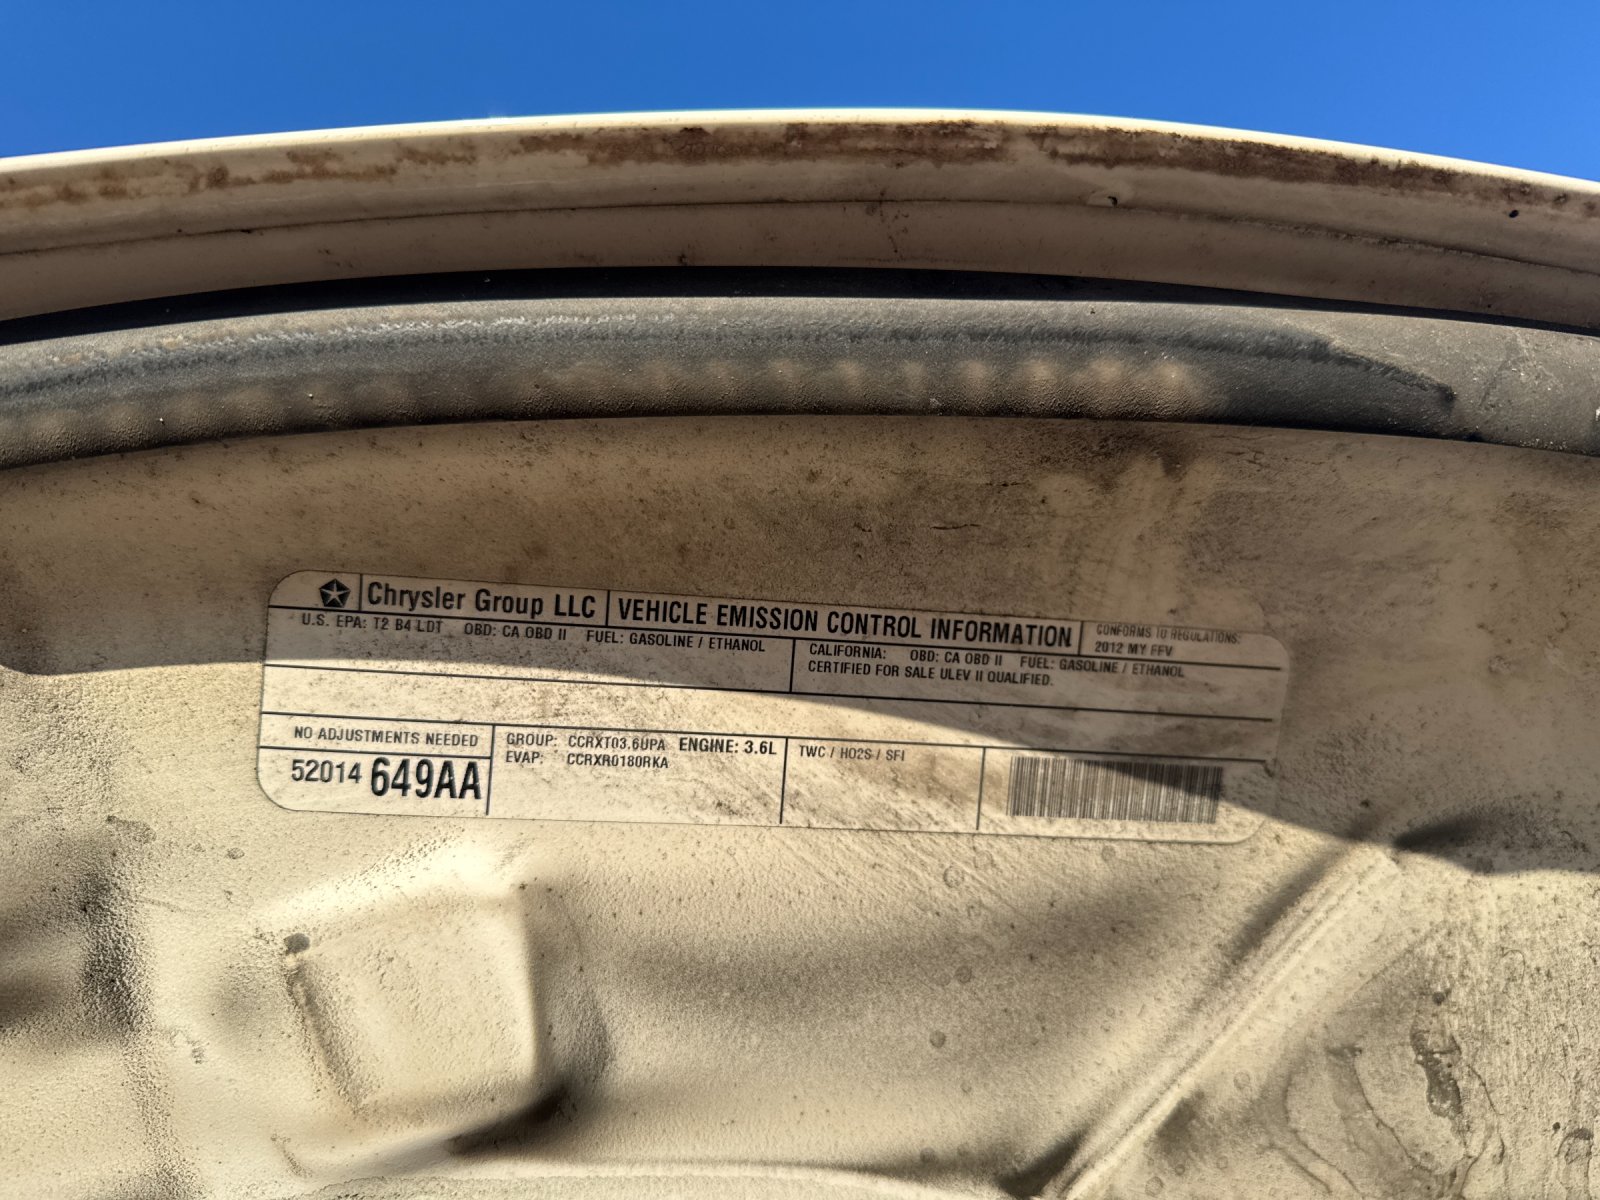 Chrysler Group LLC VEHICLE EMISSION CONTROL INFORMATION
CONFORMS TO REGULATIONS:
2012 MY FFV
U.S. EPA: T2 B4 LDT OBD: CA OBD II FUEL: GASOLINE / ETHANOL
CALIFORNIA: OBD: CA OBD II FUEL: GASOLINE / ETHANOL
CERTIFIED FOR SALE ULEV II QUALIFIED.
NO ADJUSTMENTS NEEDED
52014 649AA
GROUP: CCRXT03.6UPA ENGINE: 3.6L
EVAP: CCRXR0180RKA
TWC / HO2S / SFI